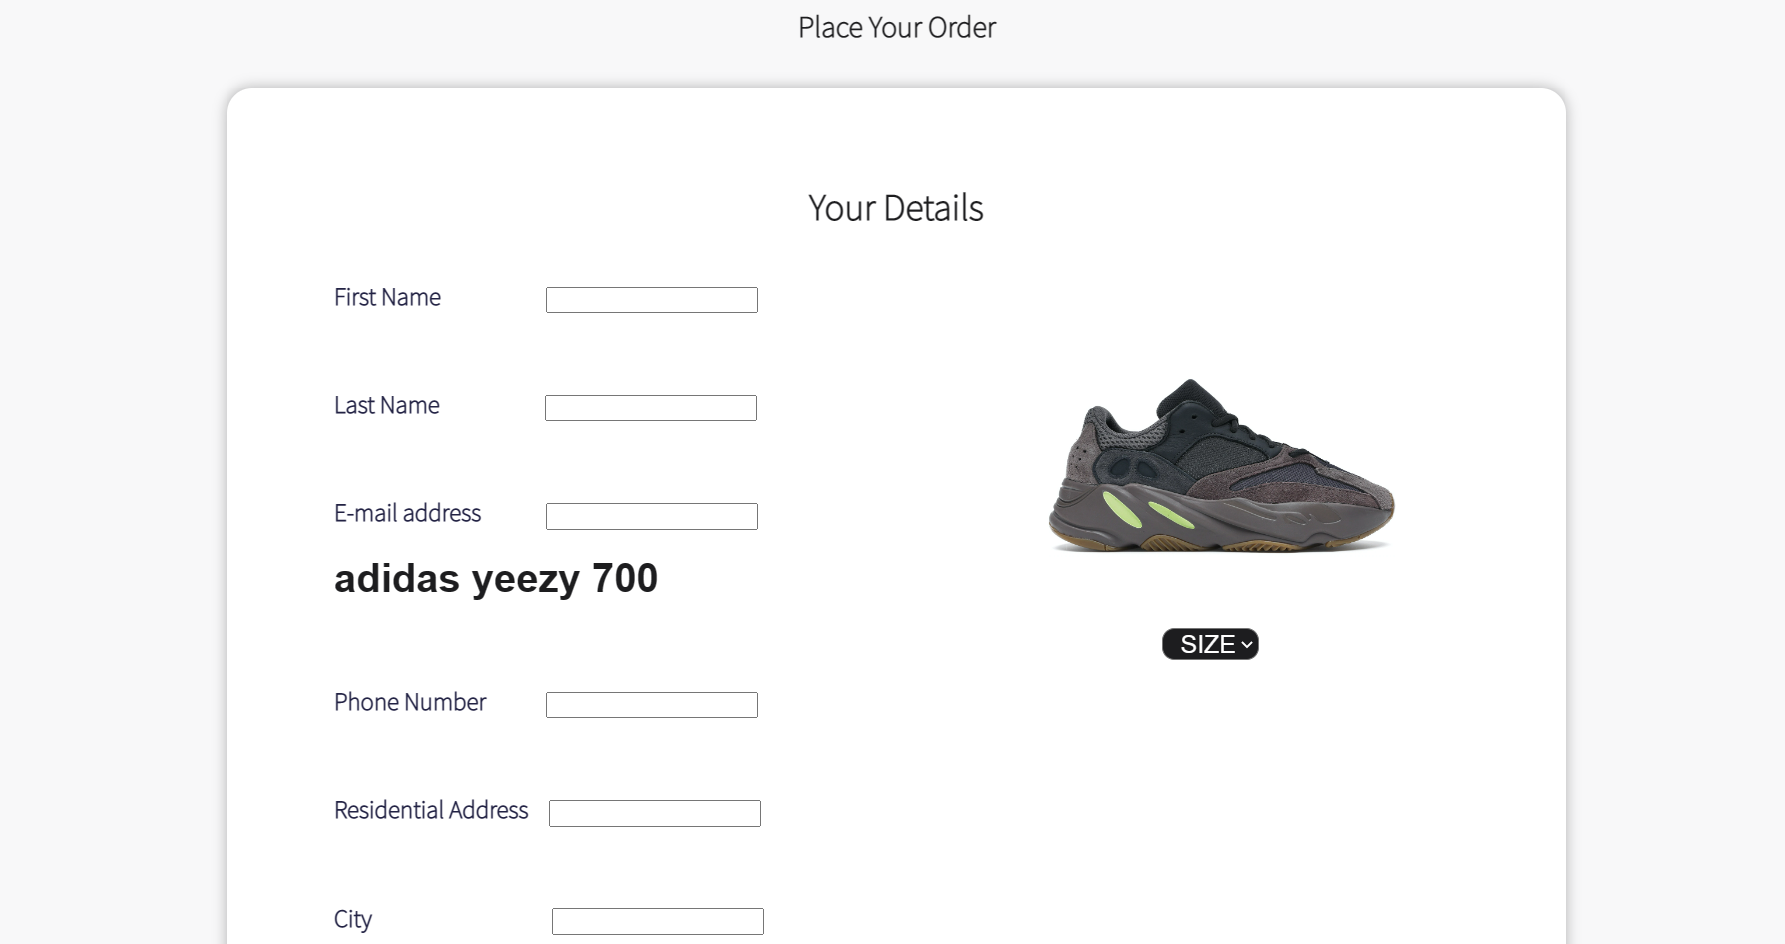 Place Your Order
Your Details
First Name
Last Name
E-mail address
adidas yeezy 700
SIZE
Phone Number
Residential Address
City